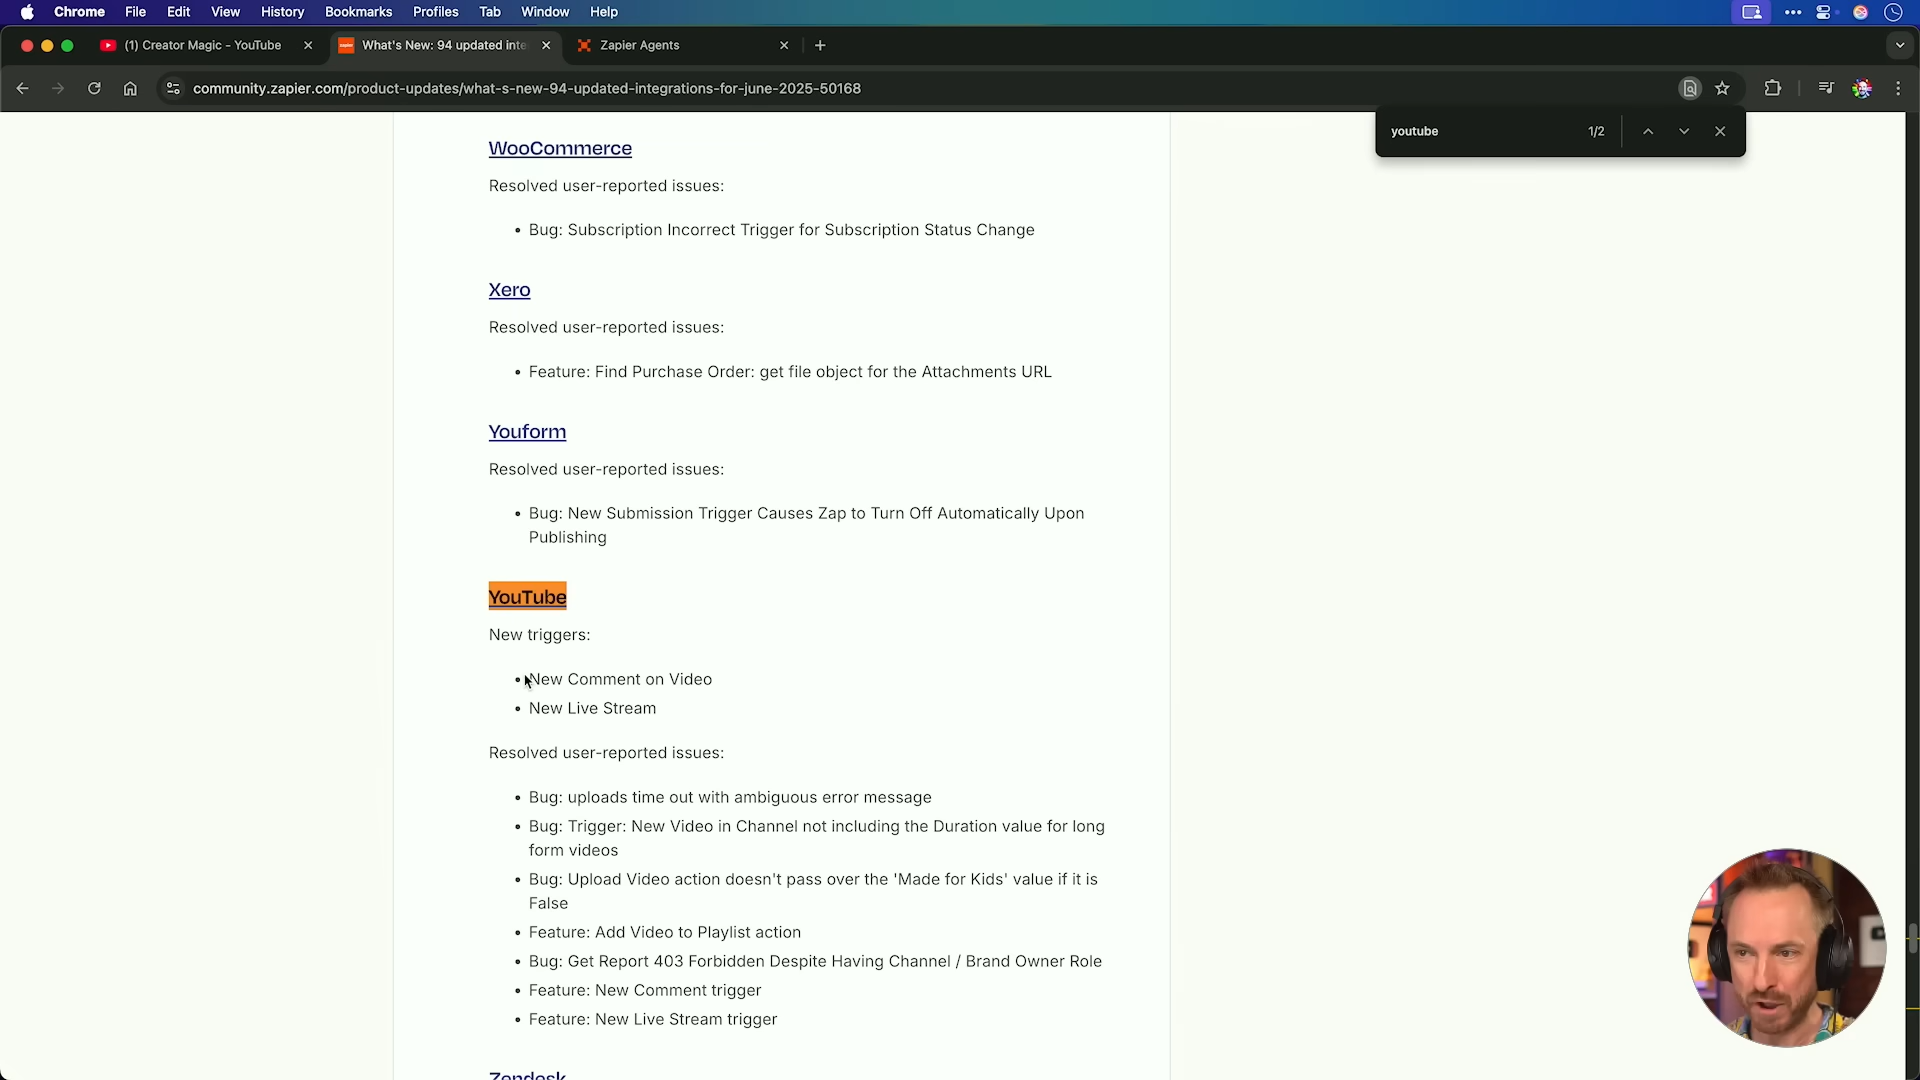 Chrome File Edit View History Bookmarks Profiles Tab Window Help
(1) Creator Magic - YouTube
What's New: 94 updated inte
Zapier Agents
community.zapier.com/product-updates/what-s-new-94-updated-integrations-for-june-2025-50168
youtube 1/2
WooCommerce
Resolved user-reported issues:
• Bug: Subscription Incorrect Trigger for Subscription Status Change
Xero
Resolved user-reported issues:
• Feature: Find Purchase Order: get file object for the Attachments URL
Youform
Resolved user-reported issues:
• Bug: New Submission Trigger Causes Zap to Turn Off Automatically Upon
Publishing
YouTube
New triggers:
• New Comment on Video
• New Live Stream
Resolved user-reported issues:
• Bug: uploads time out with ambiguous error message
• Bug: Trigger: New Video in Channel not including the Duration value for long
form videos
• Bug: Upload Video action doesn't pass over the 'Made for Kids' value if it is
False
• Feature: Add Video to Playlist action
• Bug: Get Report 403 Forbidden Despite Having Channel / Brand Owner Role
• Feature: New Comment trigger
• Feature: New Live Stream trigger
Zendesk